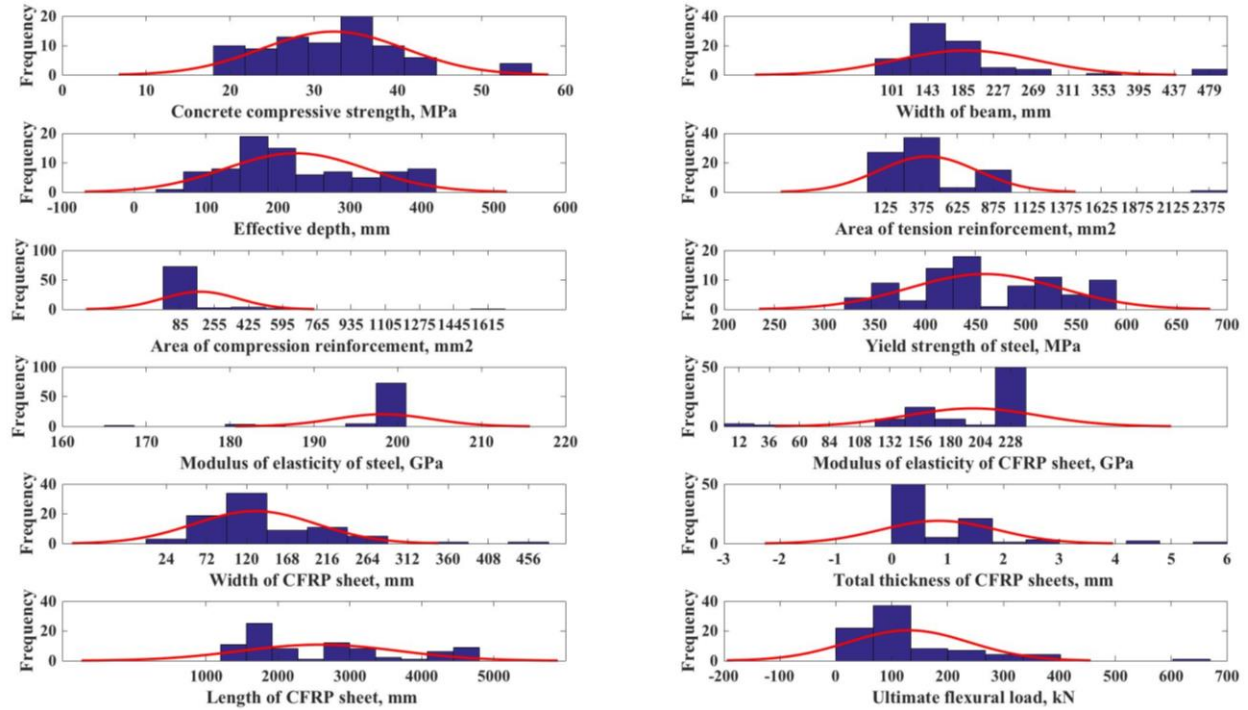 Frequency
20
10
0
0 10 20 30 40 50 60
Concrete compressive strength, MPa
Frequency
40
20
0
101 143 185 227 269 311 353 395 437 479
Width of beam, mm
Frequency
20
10
0
-100 0 100 200 300 400 500 600
Effective depth, mm
Frequency
40
20
0
125 375 625 875 1125 1375 1625 1875 2125 2375
Area of tension reinforcement, mm2
Frequency
100
50
0
85 255 425 595 765 935 1105 1275 1445 1615
Area of compression reinforcement, mm2
Frequency
20
10
0
200 250 300 350 400 450 500 550 600 650 700
Yield strength of steel, MPa
Frequency
100
50
0
160 170 180 190 200 210 220
Modulus of elasticity of steel, GPa
Frequency
50
0
12 36 60 84 108 132 156 180 204 228
Modulus of elasticity of CFRP sheet, GPa
Frequency
40
20
0
24 72 120 168 216 264 312 360 408 456
Width of CFRP sheet, mm
Frequency
50
0
-3 -2 -1 0 1 2 3 4 5 6
Total thickness of CFRP sheets, mm
Frequency
40
20
0
1000 2000 3000 4000 5000
Length of CFRP sheet, mm
Frequency
40
20
0
-200 -100 0 100 200 300 400 500 600 700
Ultimate flexural load, kN